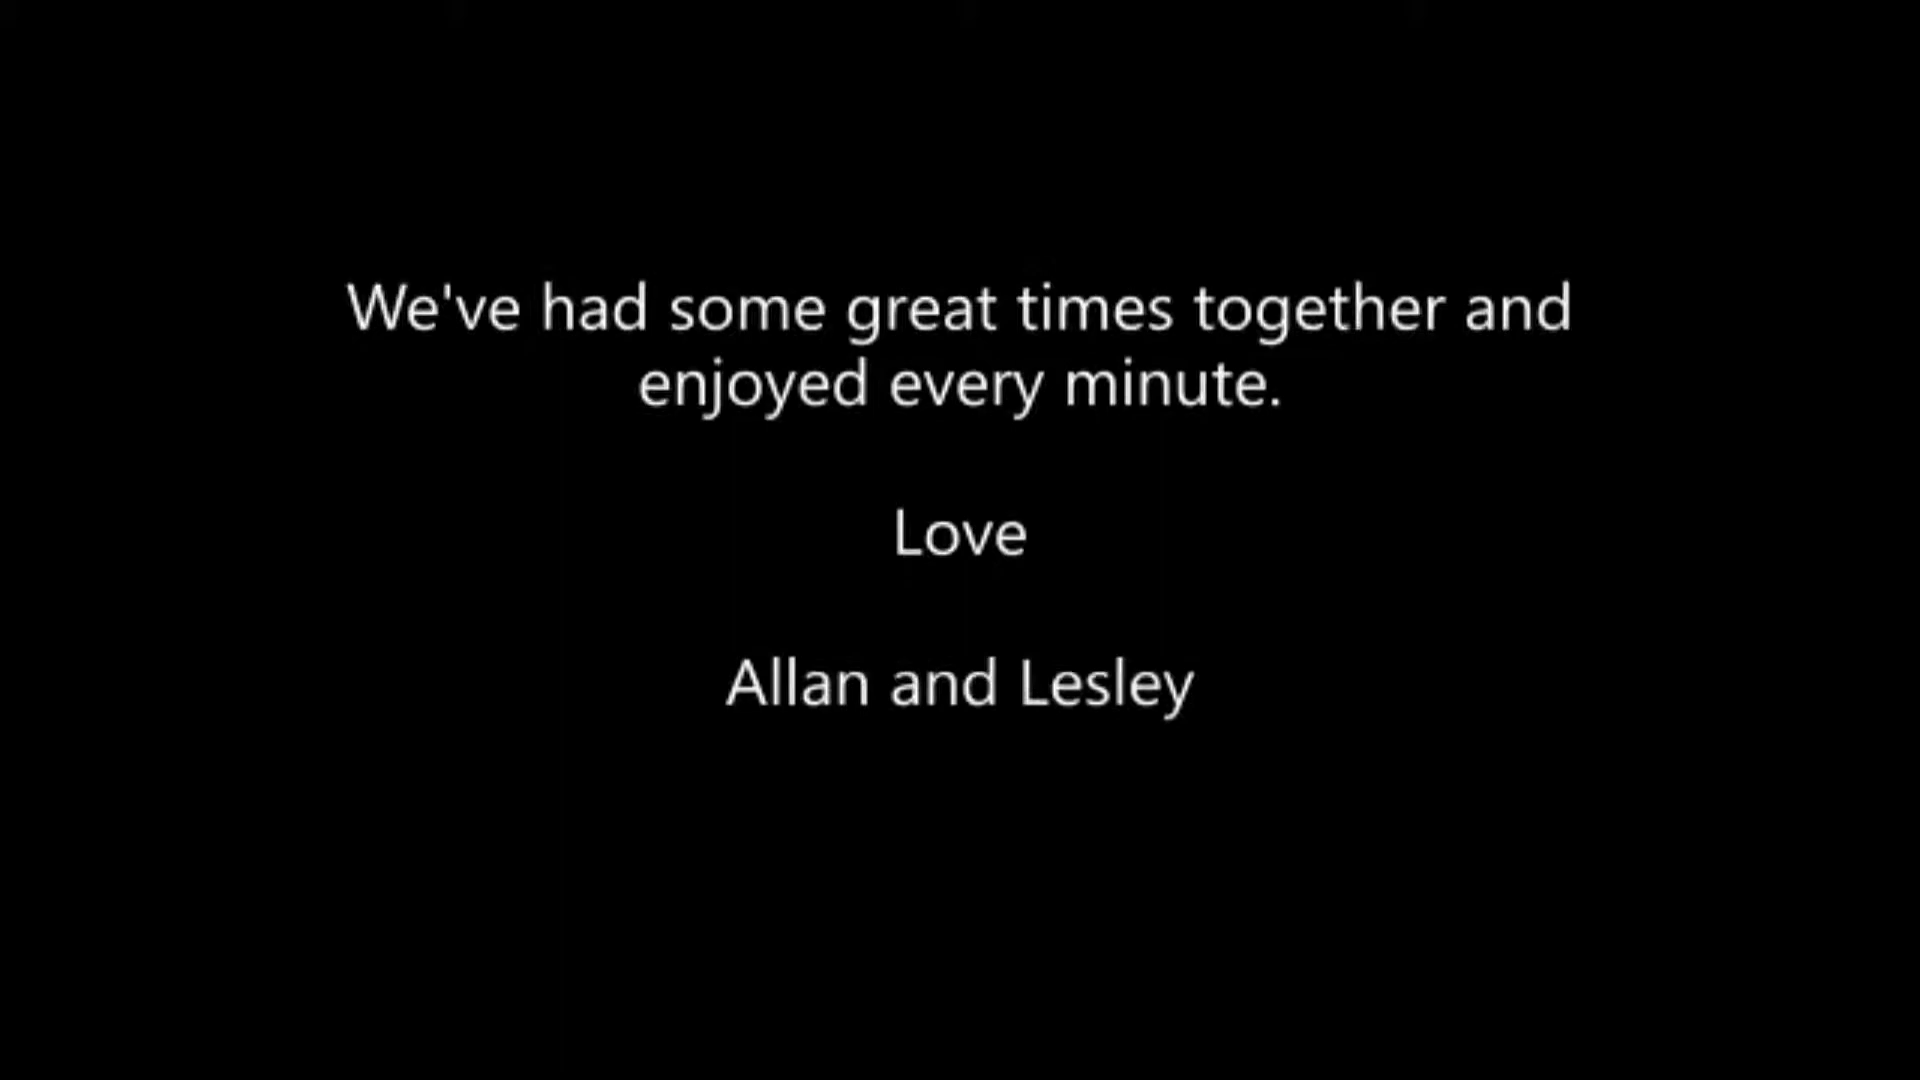 We've had some great times together and
enjoyed every minute.
Love
Allan and Lesley